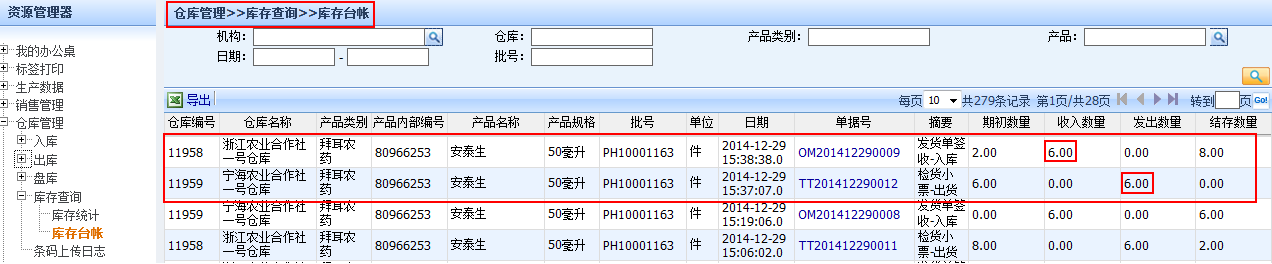 资源管理器
仓库管理>>库存查询>>库存台帐
机构： 仓库： 产品类别： 产品：
日期： - 批号：
我的办公桌
标签打印
生产数据
销售管理
仓库管理
入库
出库
盘库
库存查询
库存统计
库存台帐
条码上传日志
导出 每页 10 共279条记录 第1页/共28页 转到 页 Go!
仓库编号 仓库名称 产品类别 产品内部编号 产品名称 产品规格 批号 单位 日期 单据号 摘要 期初数量 收入数量 发出数量 结存数量
11958 浙江农业合作社一号仓库 拜耳农药 80966253 安泰生 50毫升 PH10001163 件 2014-12-29 15:38:38.0 OM201412290009 发货单签收-入库 2.00 6.00 0.00 8.00
11959 宁海农业合作社一号仓库 拜耳农药 80966253 安泰生 50毫升 PH10001163 件 2014-12-29 15:37:07.0 TT201412290012 检货小票-出货 6.00 0.00 6.00 0.00
11959 宁海农业合作社一号仓库 拜耳农药 80966253 安泰生 50毫升 PH10001163 件 2014-12-29 15:19:06.0 OM201412290008 发货单签收-入库 0.00 6.00 0.00 6.00
11958 浙江农业合作社一号仓库 拜耳农药 80966253 安泰生 50毫升 PH10001163 件 2014-12-29 15:06:02.0 TT201412290011 检货小票-出货 8.00 0.00 6.00 2.00